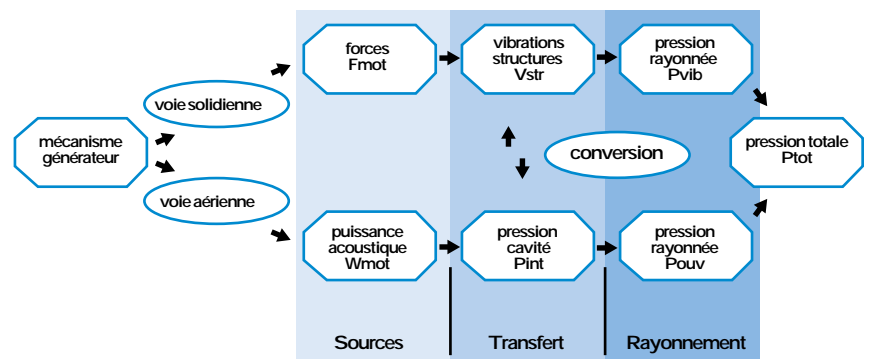 mécanisme
générateur
voie solidienne
voie aérienne
forces
Fmot
vibrations
structures
Vstr
pression
rayonnée
Pvib
conversion
pression totale
Ptot
puissance
acoustique
Wmot
pression
cavité
Pint
pression
rayonnée
Pouv
Sources
Transfert
Rayonnement